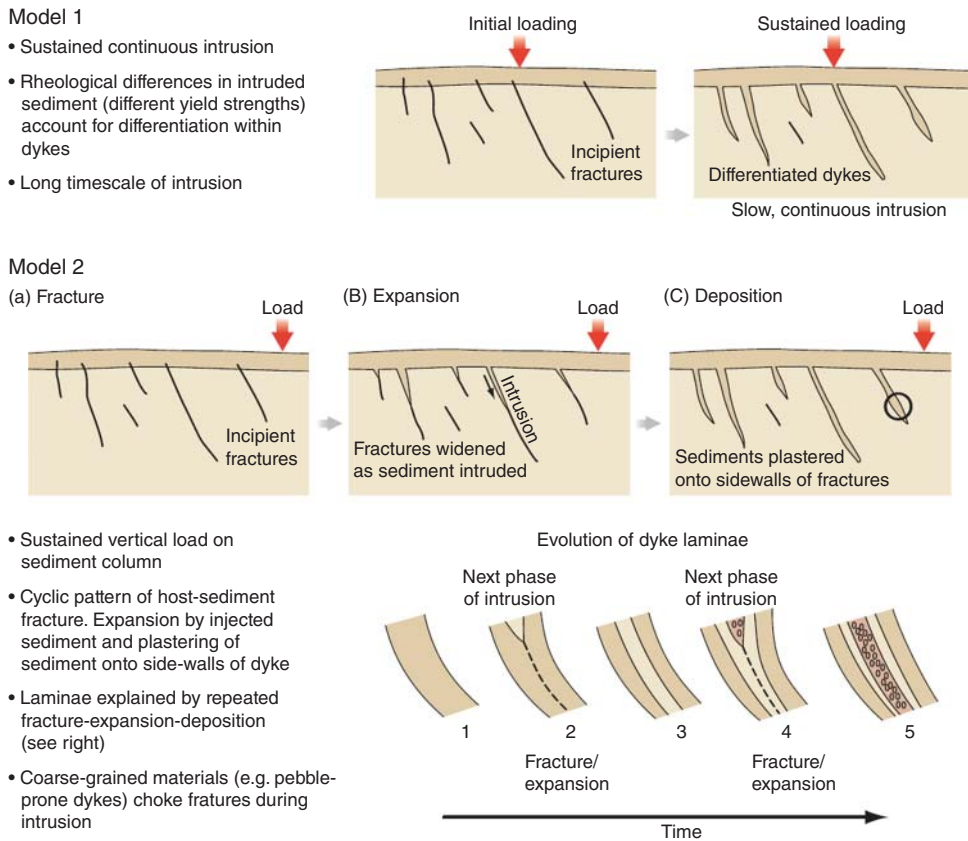 Model 1
• Sustained continuous intrusion
• Rheological differences in intruded
sediment (different yield strengths)
account for differentiation within
dykes
• Long timescale of intrusion
Initial loading
Incipient
fractures
Sustained loading
Differentiated dykes
Slow, continuous intrusion
Model 2
(a) Fracture
Load
Incipient
fractures
(B) Expansion
Load
Intrusion
Fractures widened
as sediment intruded
(C) Deposition
Load
Sediments plastered
onto sidewalls of fractures
• Sustained vertical load on
sediment column
• Cyclic pattern of host-sediment
fracture. Expansion by injected
sediment and plastering of
sediment onto side-walls of dyke
• Laminae explained by repeated
fracture-expansion-deposition
(see right)
• Coarse-grained materials (e.g. pebble-
prone dykes) choke fratures during
intrusion
Evolution of dyke laminae
Next phase
of intrusion
Next phase
of intrusion
1
2
3
4
5
Fracture/
expansion
Fracture/
expansion
Time